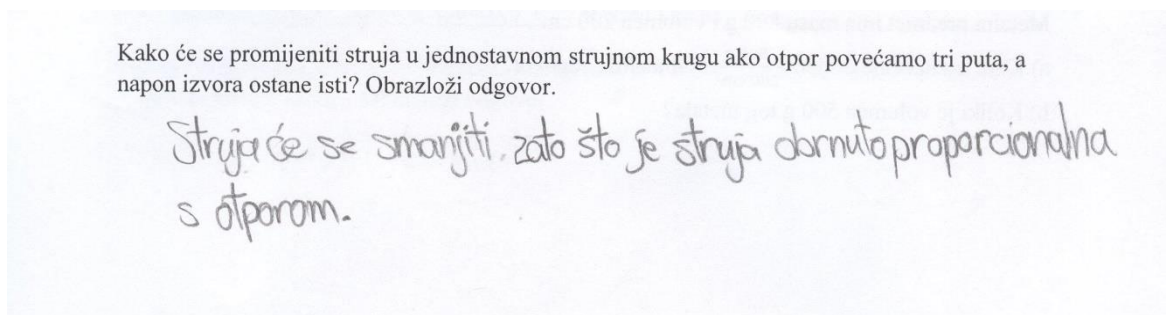 Kako će se promijeniti struja u jednostavnom strujnom krugu ako otpor povećamo tri puta, a
napon izvora ostane isti? Obrazloži odgovor.
Struja će se smanjiti, zato što je struja obrnuto proporcionalna
s otporom.